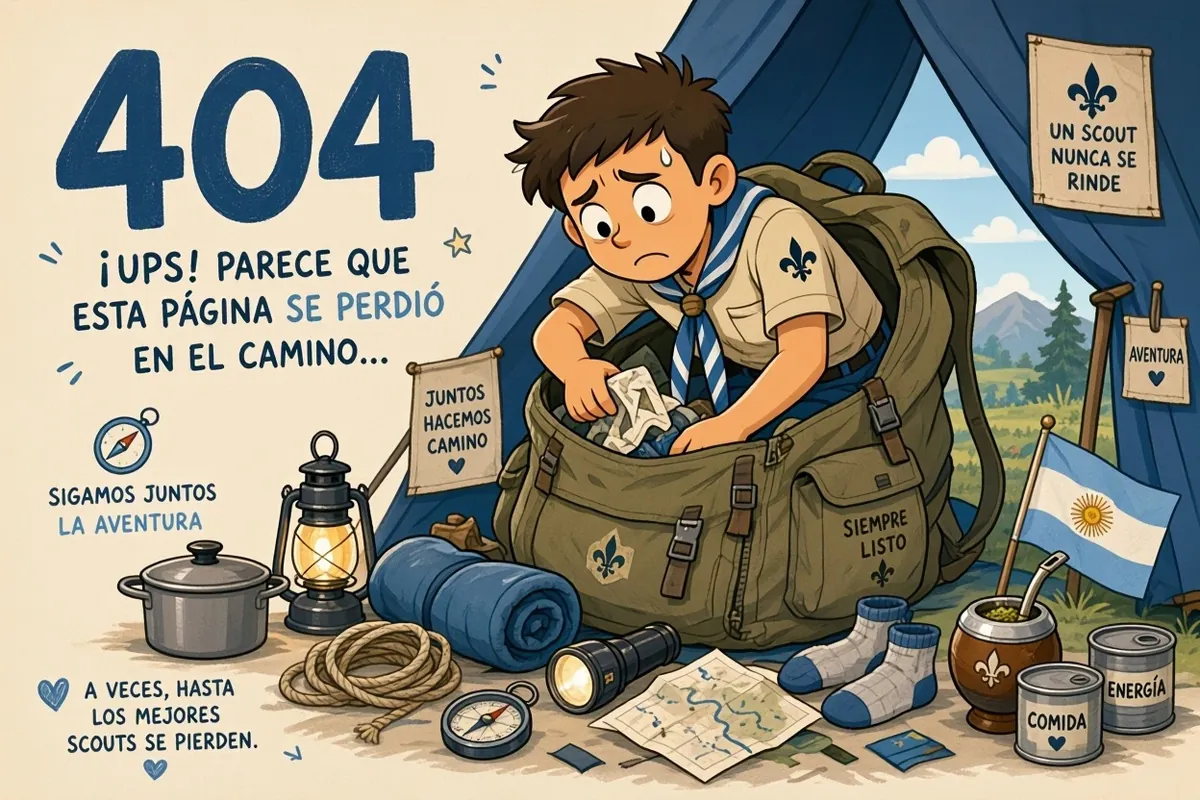 404
¡UPS! PARECE QUE
ESTA PÁGINA SE PERDIÓ
EN EL CAMINO...
SIGAMOS JUNTOS
LA AVENTURA
A VECES, HASTA
LOS MEJORES
SCOUTS SE PIERDEN.
JUNTOS
HACEMOS
CAMINO
UN SCOUT
NUNCA SE
RINDE
AVENTURA
SIEMPRE
LISTO
COMIDA
ENERGÍA